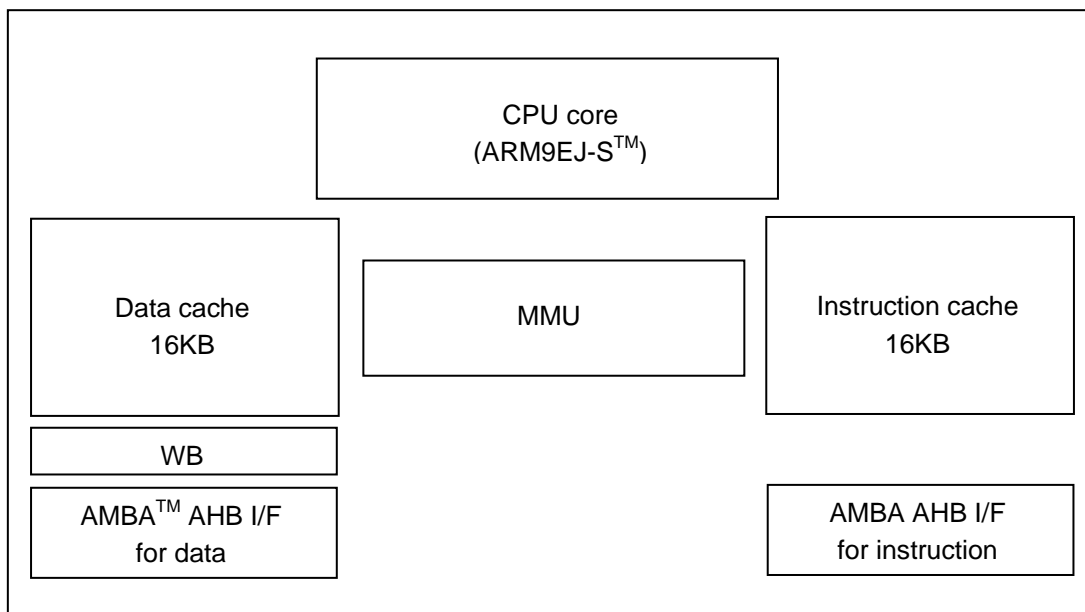 CPU core
(ARM9EJ-S™)
Data cache
16KB
MMU
Instruction cache
16KB
WB
AMBA™ AHB I/F
for data
AMBA AHB I/F
for instruction